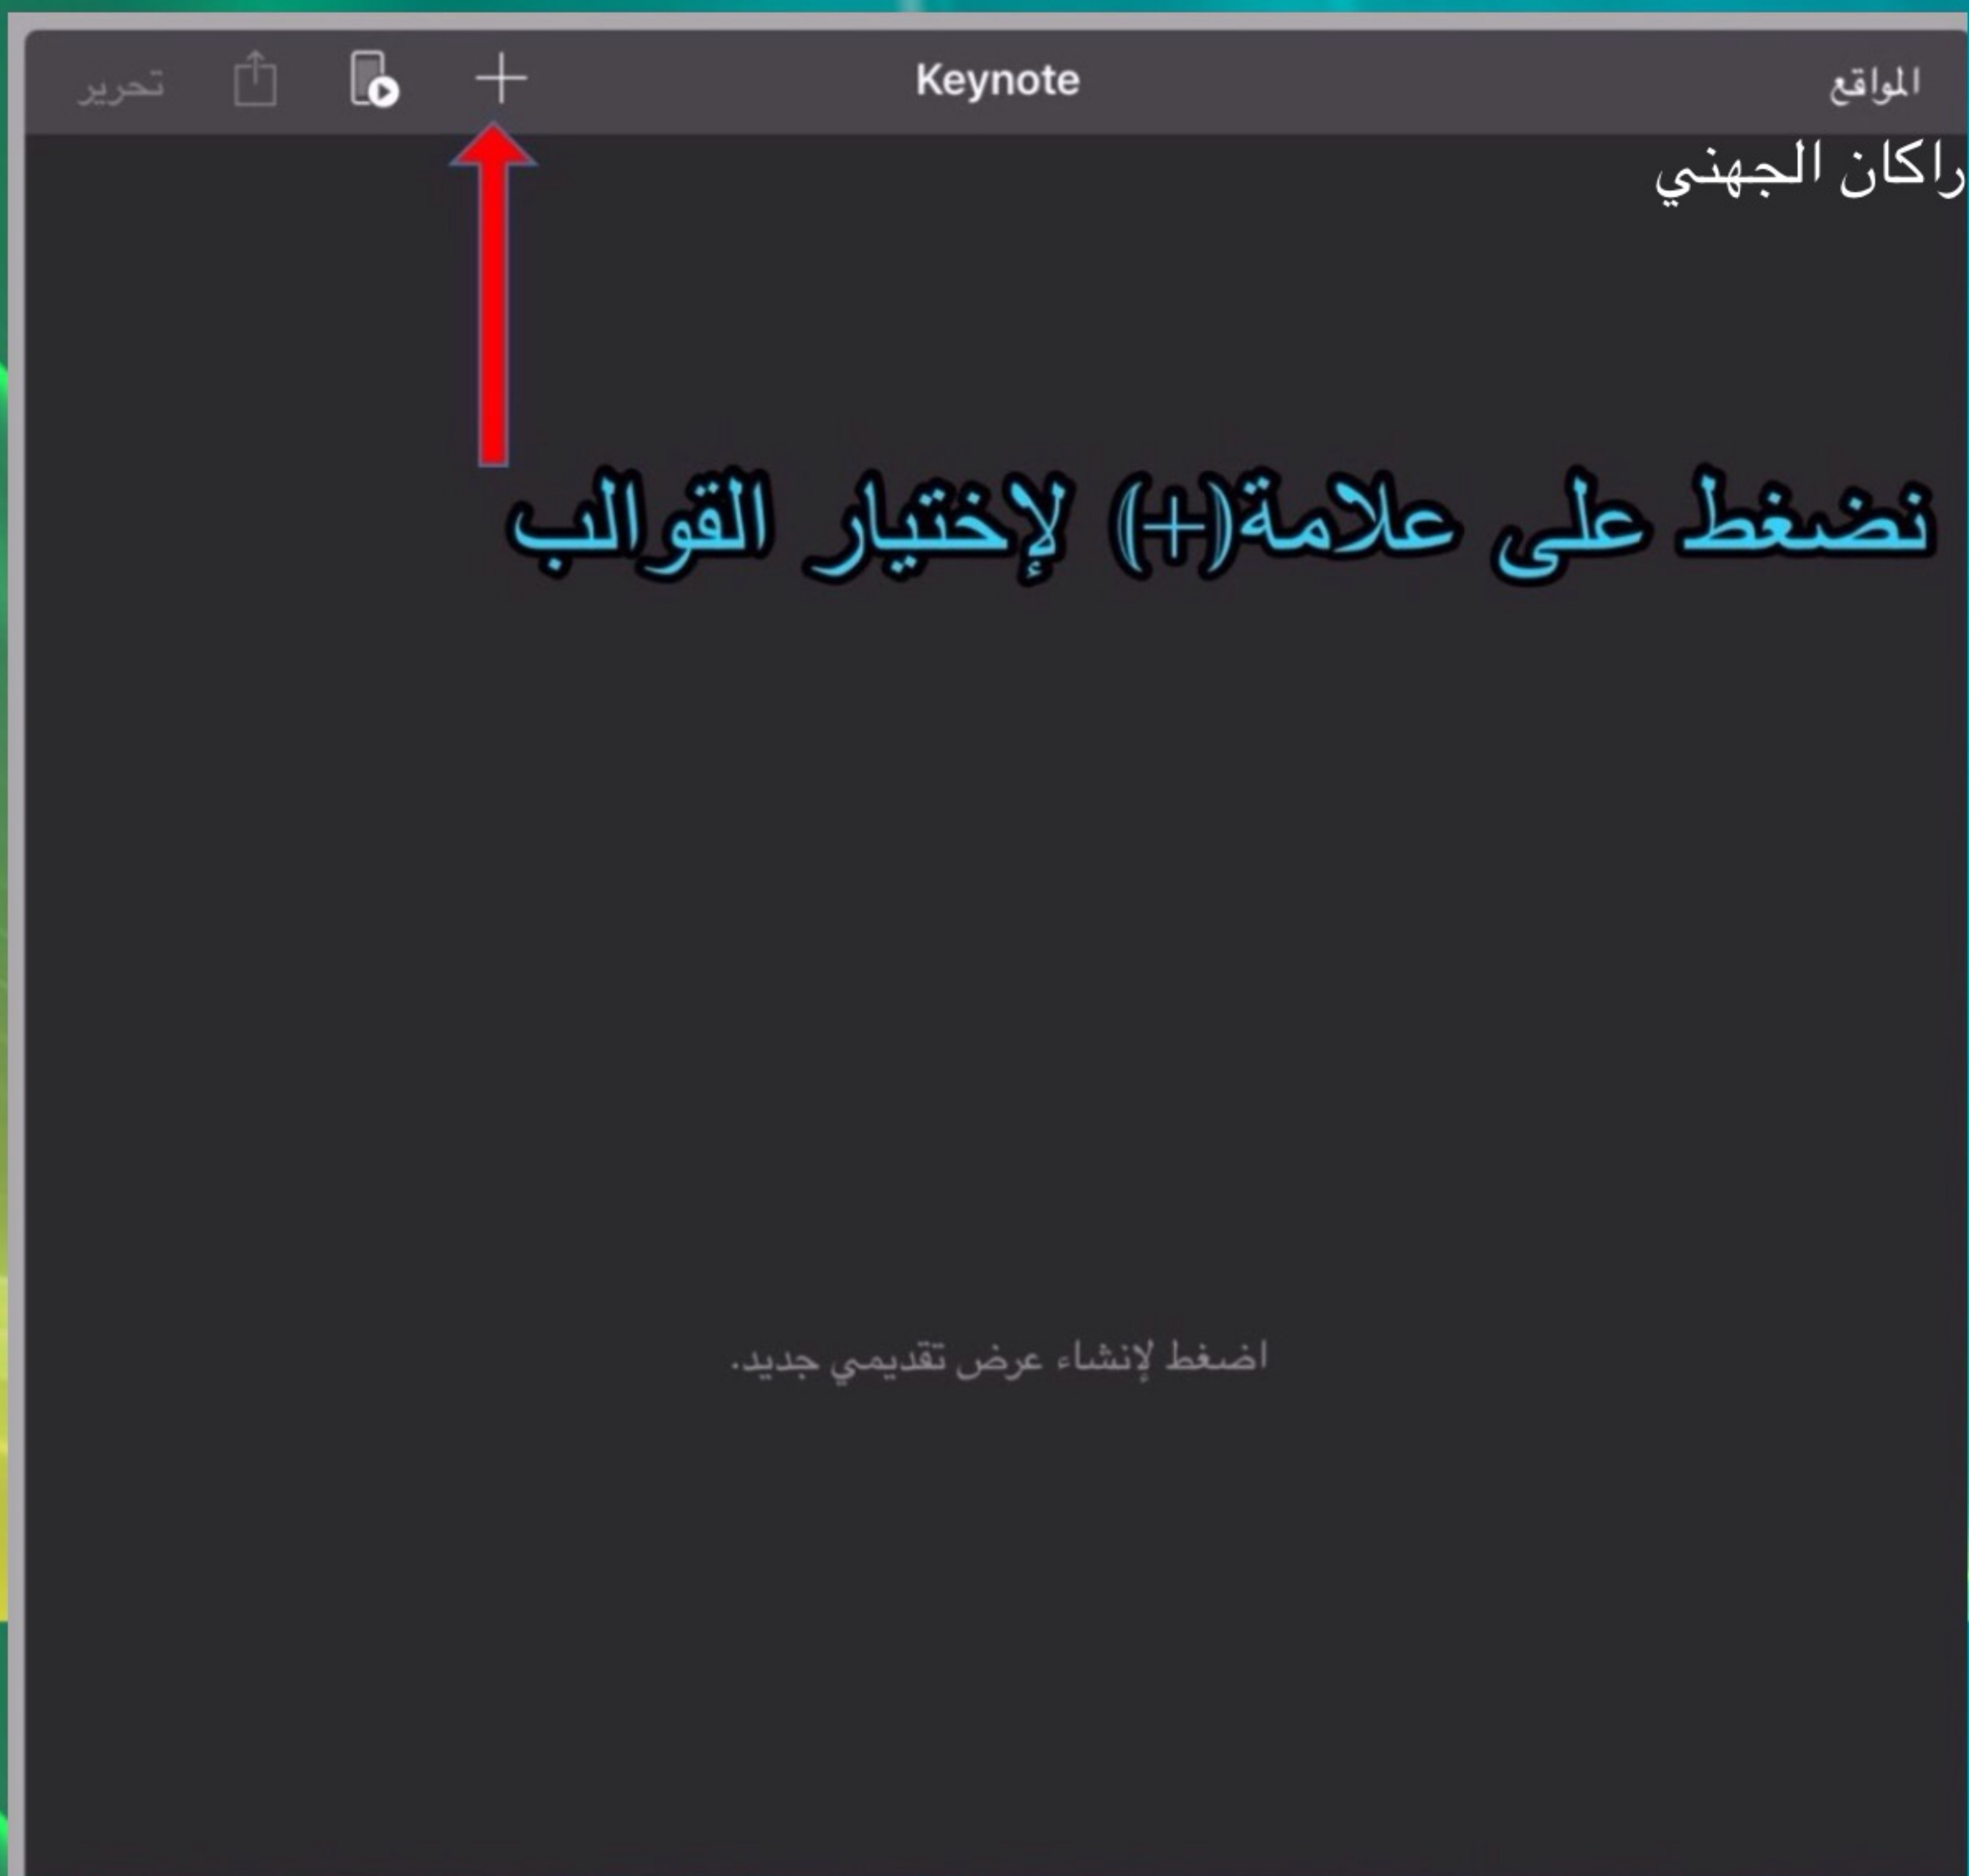 المواقع
Keynote
تحرير
راكان الجهني
نضغط على علامة(+) لإختيار القوالب
اضغط لإنشاء عرض تقديمي جديد.